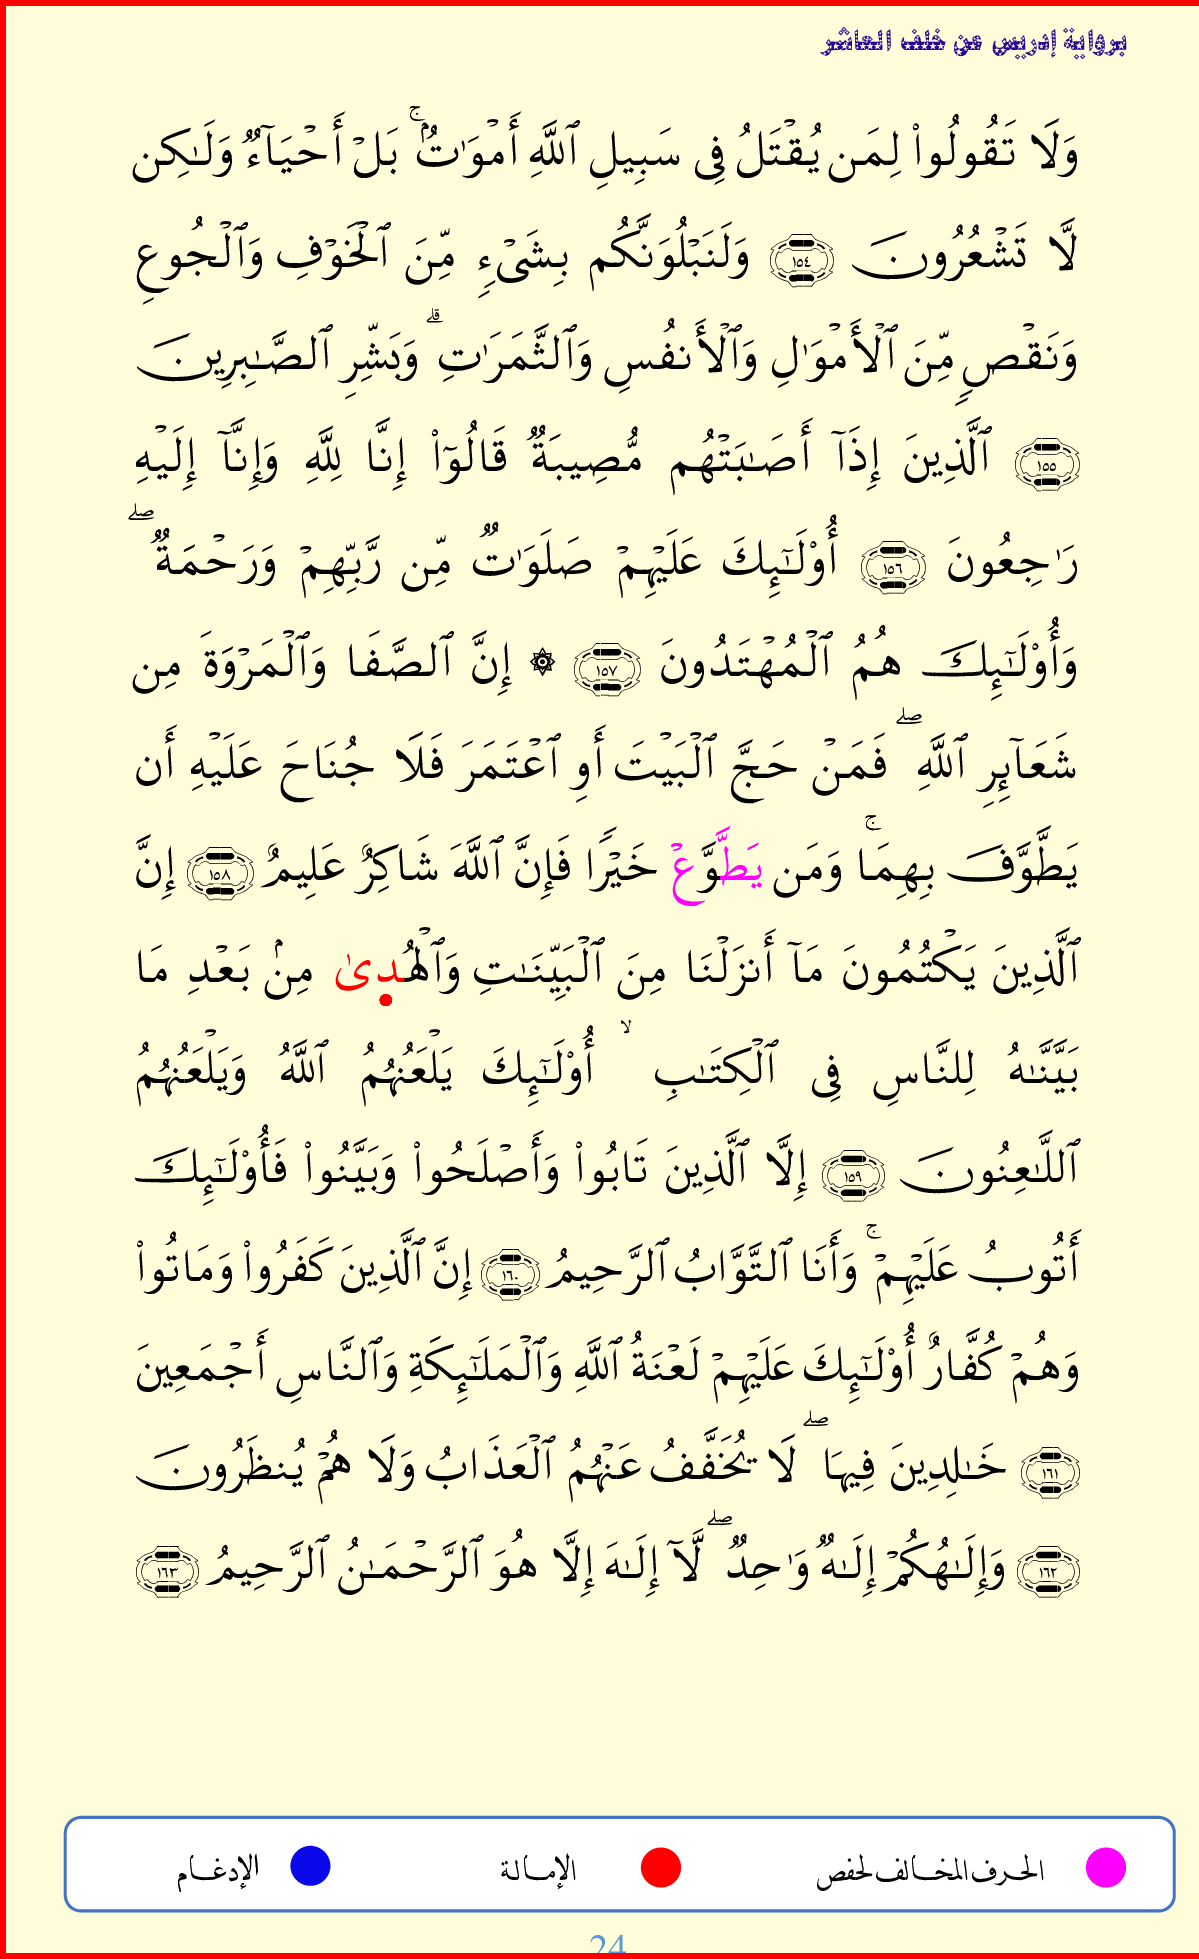 برواية إدريس عن خلف العاشر
وَلَا تَقُولُوا۟ لِمَن يُقْتَلُ فِى سَبِيلِ ٱللَّهِ أَمْوَٰتٌۢ ۚ بَلْ أَحْيَآءٌ وَلَـٰكِن
لَّا تَشْعُرُونَ ١٥٤ وَلَنَبْلُوَنَّكُم بِشَىْءٍ مِّنَ ٱلْخَوْفِ وَٱلْجُوعِ
وَنَقْصٍ مِّنَ ٱلْأَمْوَٰلِ وَٱلْأَنفُسِ وَٱلثَّمَرَٰتِ ۗ وَبَشِّرِ ٱلصَّـٰبِرِينَ
١٥٥ ٱلَّذِينَ إِذَآ أَصَـٰبَتْهُم مُّصِيبَةٌ قَالُوٓا۟ إِنَّا لِلَّهِ وَإِنَّآ إِلَيْهِ
رَٰجِعُونَ ١٥٦ أُو۟لَـٰٓئِكَ عَلَيْهِمْ صَلَوَٰتٌ مِّن رَّبِّهِمْ وَرَحْمَةٌ ۖ
وَأُو۟لَـٰٓئِكَ هُمُ ٱلْمُهْتَدُونَ ١٥٧ ۞ إِنَّ ٱلصَّفَا وَٱلْمَرْوَةَ مِن
شَعَآئِرِ ٱللَّهِ ۖ فَمَنْ حَجَّ ٱلْبَيْتَ أَوِ ٱعْتَمَرَ فَلَا جُنَاحَ عَلَيْهِ أَن
يَطَّوَّفَ بِهِمَا ۚ وَمَن يَطَّوَّعْ خَيْرًا فَإِنَّ ٱللَّهَ شَاكِرٌ عَلِيمٌ ١٥٨ إِنَّ
ٱلَّذِينَ يَكْتُمُونَ مَآ أَنزَلْنَا مِنَ ٱلْبَيِّنَـٰتِ وَٱلْهُدِىٰ مِنۢ بَعْدِ مَا
بَيَّنَّـٰهُ لِلنَّاسِ فِى ٱلْكِتَـٰبِ ۙ أُو۟لَـٰٓئِكَ يَلْعَنُهُمُ ٱللَّهُ وَيَلْعَنُهُمُ
ٱللَّـٰعِنُونَ ١٥٩ إِلَّا ٱلَّذِينَ تَابُوا۟ وَأَصْلَحُوا۟ وَبَيَّنُوا۟ فَأُو۟لَـٰٓئِكَ
أَتُوبُ عَلَيْهِمْ ۚ وَأَنَا ٱلتَّوَّابُ ٱلرَّحِيمُ ١٦٠ إِنَّ ٱلَّذِينَ كَفَرُوا۟ وَمَاتُوا۟
وَهُمْ كُفَّارٌ أُو۟لَـٰٓئِكَ عَلَيْهِمْ لَعْنَةُ ٱللَّهِ وَٱلْمَلَـٰٓئِكَةِ وَٱلنَّاسِ أَجْمَعِينَ
١٦١ خَـٰلِدِينَ فِيهَا ۖ لَا يُخَفَّفُ عَنْهُمُ ٱلْعَذَابُ وَلَا هُمْ يُنظَرُونَ
١٦٢ وَإِلَـٰهُكُمْ إِلَـٰهٌ وَٰحِدٌ ۖ لَّآ إِلَـٰهَ إِلَّا هُوَ ٱلرَّحْمَـٰنُ ٱلرَّحِيمُ ١٦٣
الحرف المخالف لحفص الإمالة الإدغام
24